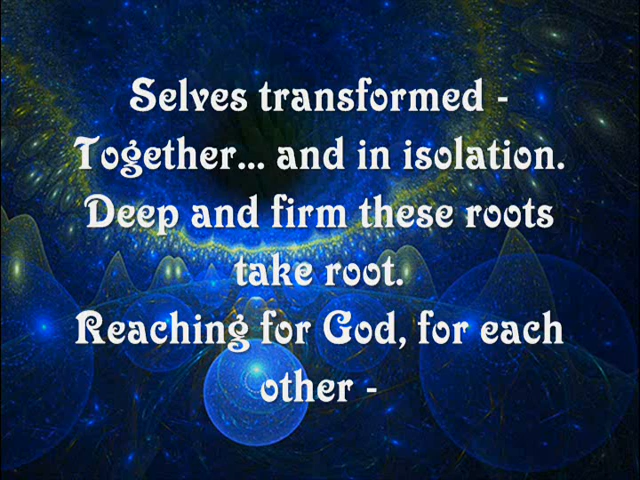 Selves transformed -
Together... and in isolation.
Deep and firm these roots
take root.
Reaching for God, for each
other -